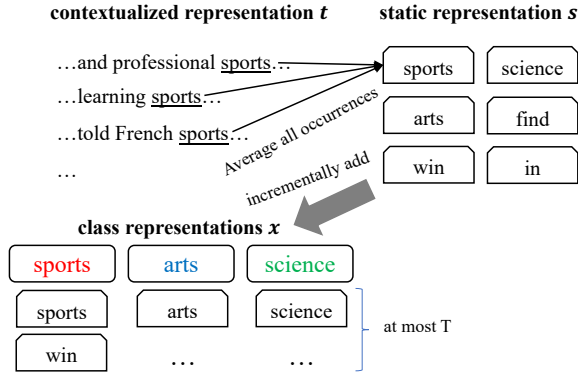 contextualized representation t
static representation s
…and professional sports…
…learning sports…
…told French sports…
…
Average all occurrences
sports science
arts find
win in
incrementally add
class representations x
sports arts science
sports arts science
win … …
at most T